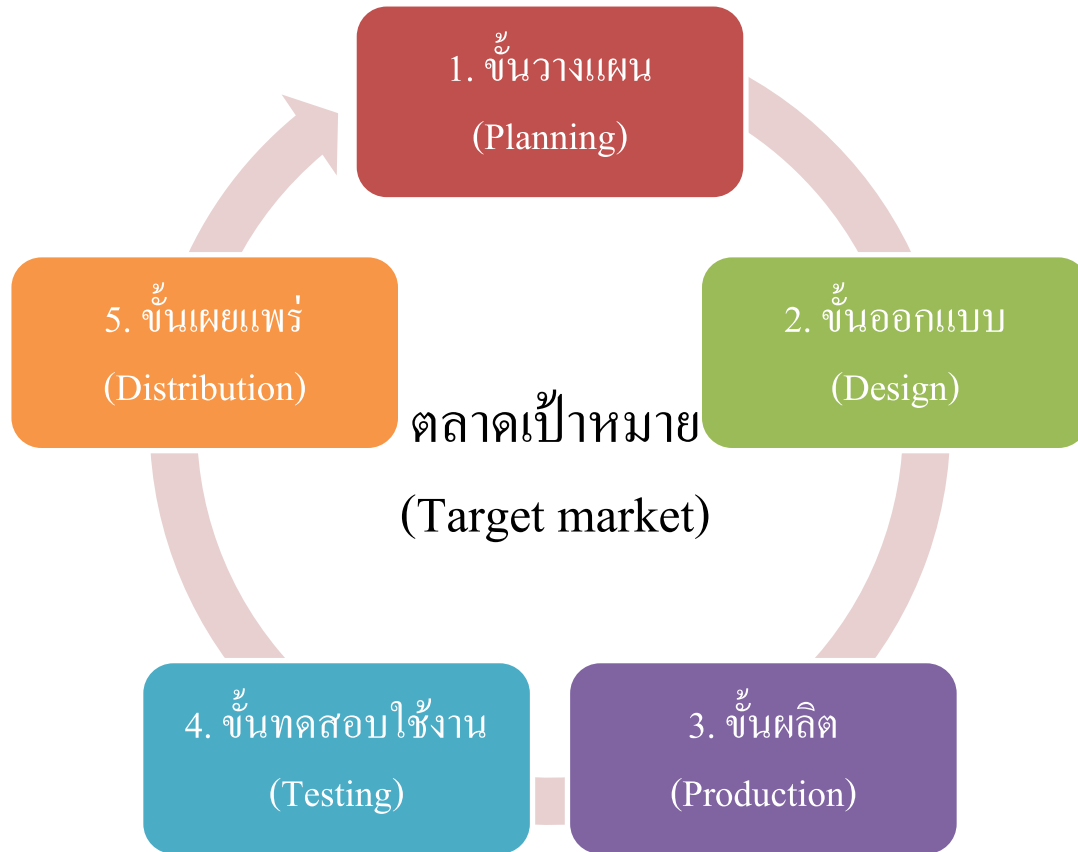 1. ขั้นวางแผน
(Planning)
2. ขั้นออกแบบ
(Design)
3. ขั้นผลิต
(Production)
4. ขั้นทดสอบใช้งาน
(Testing)
5. ขั้นเผยแพร่
(Distribution)
ตลาดเป้าหมาย
(Target market)